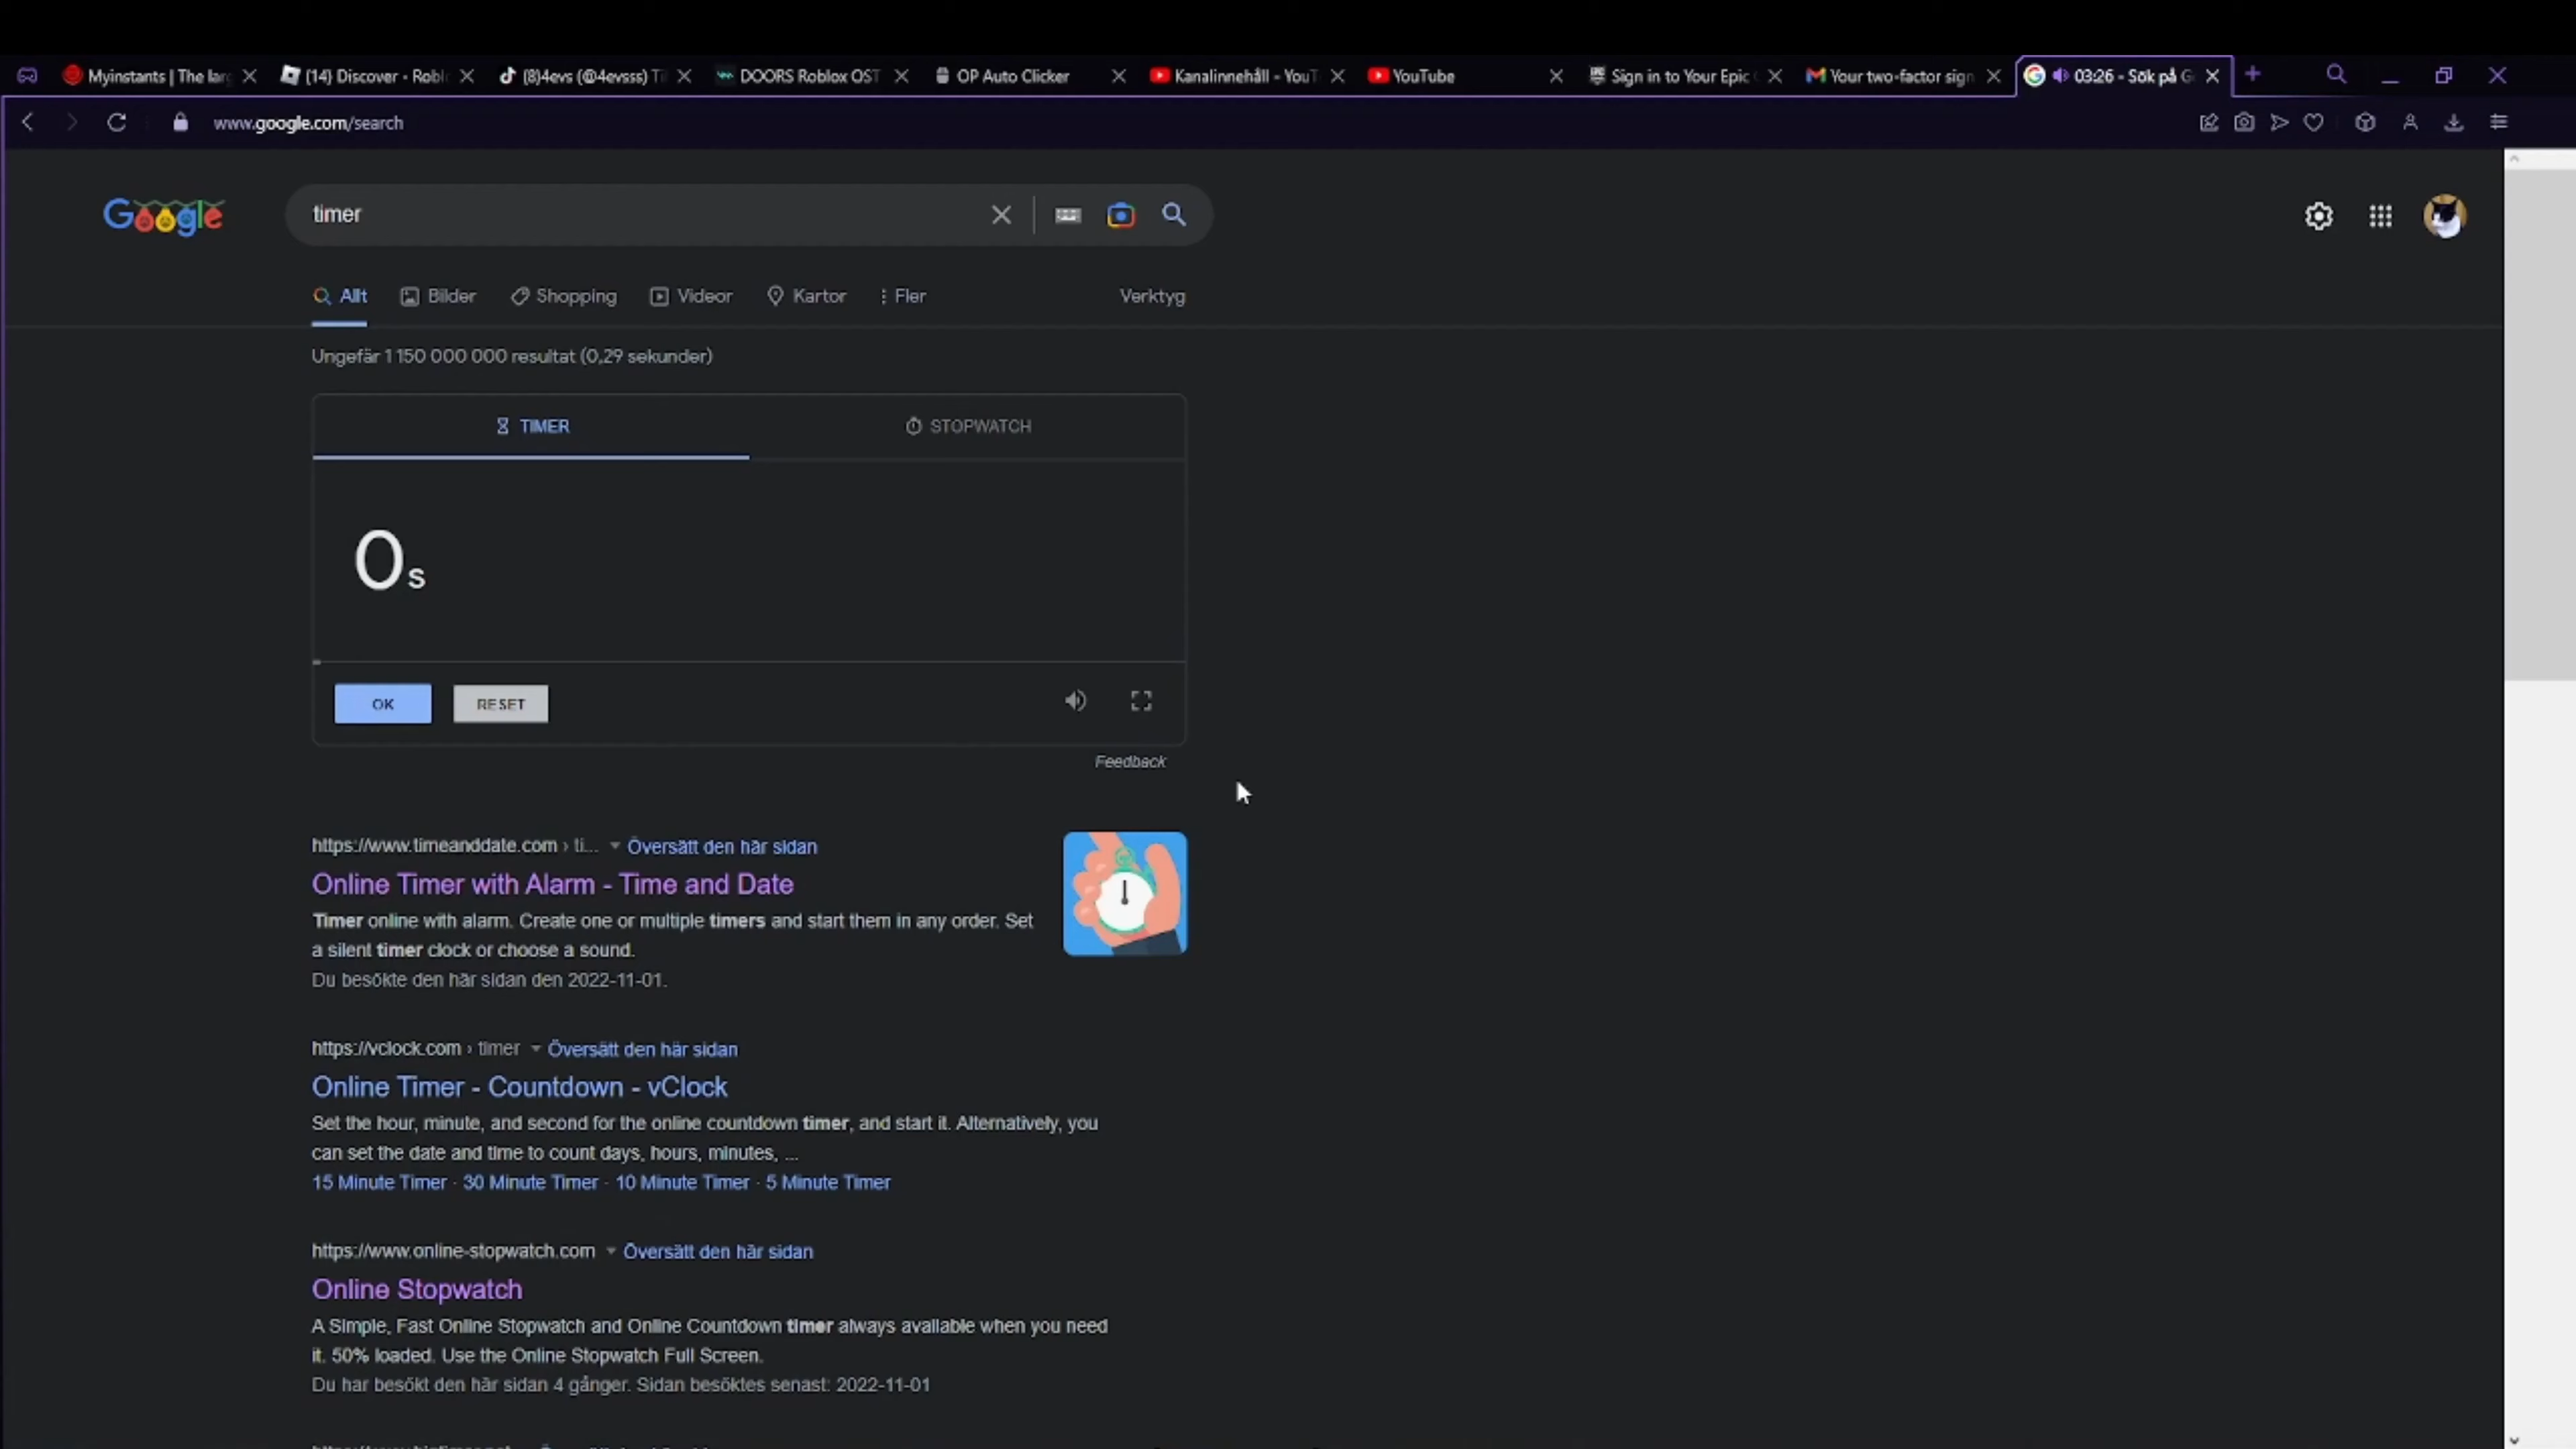 Myinstants | The larg
(14) Discover - Robl
(8)4evs (@4evsss) Ti
DOORS Roblox OST
OP Auto Clicker
Kanalinnehåll - YouT
YouTube
Sign in to Your Epic
Your two-factor sign
03:26 - Sök på G
www.google.com/search
Google
timer
Allt
Bilder
Shopping
Videor
Kartor
Fler
Verktyg
Ungefär 1 150 000 000 resultat (0,29 sekunder)
TIMER
STOPWATCH
0s
OK
RESET
Feedback
https://www.timeanddate.com › ti... Översätt den här sidan
Online Timer with Alarm - Time and Date
Timer online with alarm. Create one or multiple timers and start them in any order. Set
a silent timer clock or choose a sound.
Du besökte den här sidan den 2022-11-01.
https://vclock.com › timer Översätt den här sidan
Online Timer - Countdown - vClock
Set the hour, minute, and second for the online countdown timer, and start it. Alternatively, you
can set the date and time to count days, hours, minutes, ...
15 Minute Timer · 30 Minute Timer · 10 Minute Timer · 5 Minute Timer
https://www.online-stopwatch.com Översätt den här sidan
Online Stopwatch
A Simple, Fast Online Stopwatch and Online Countdown timer always available when you need
it. 50% loaded. Use the Online Stopwatch Full Screen.
Du har besökt den här sidan 4 gånger. Sidan besöktes senast: 2022-11-01